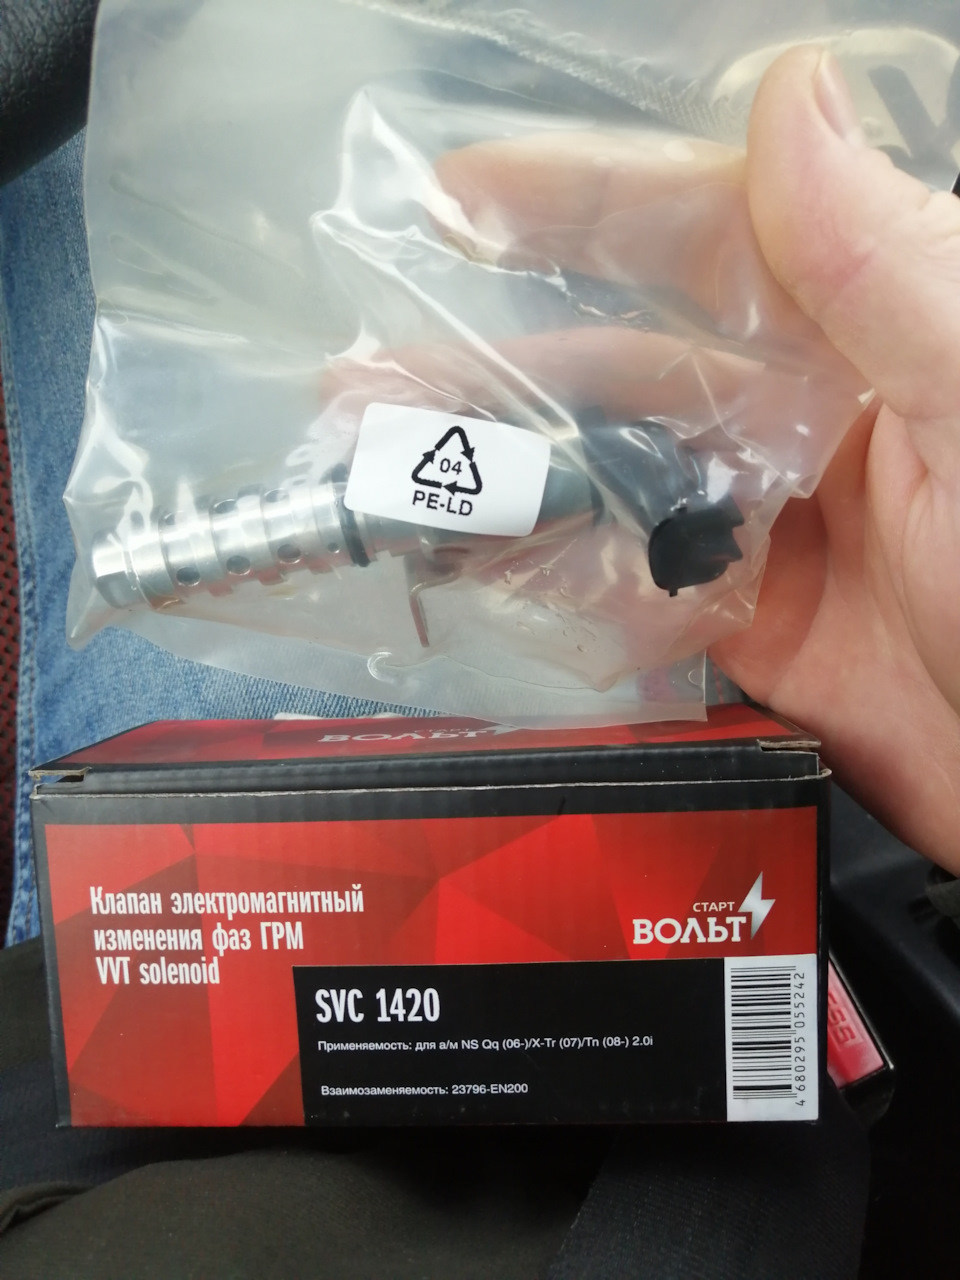 04
PE-LD
СТАРТ
ВОЛЬТ
Клапан электромагнитный
изменения фаз ГРМ
VVT solenoid
СТАРТ
ВОЛЬТ
SVC 1420
Применяемость: для а/м NS Qq (06-)/X-Tr (07)/Tn (08-) 2.0i
Взаимозаменяемость: 23796-EN200
4 680295 055242